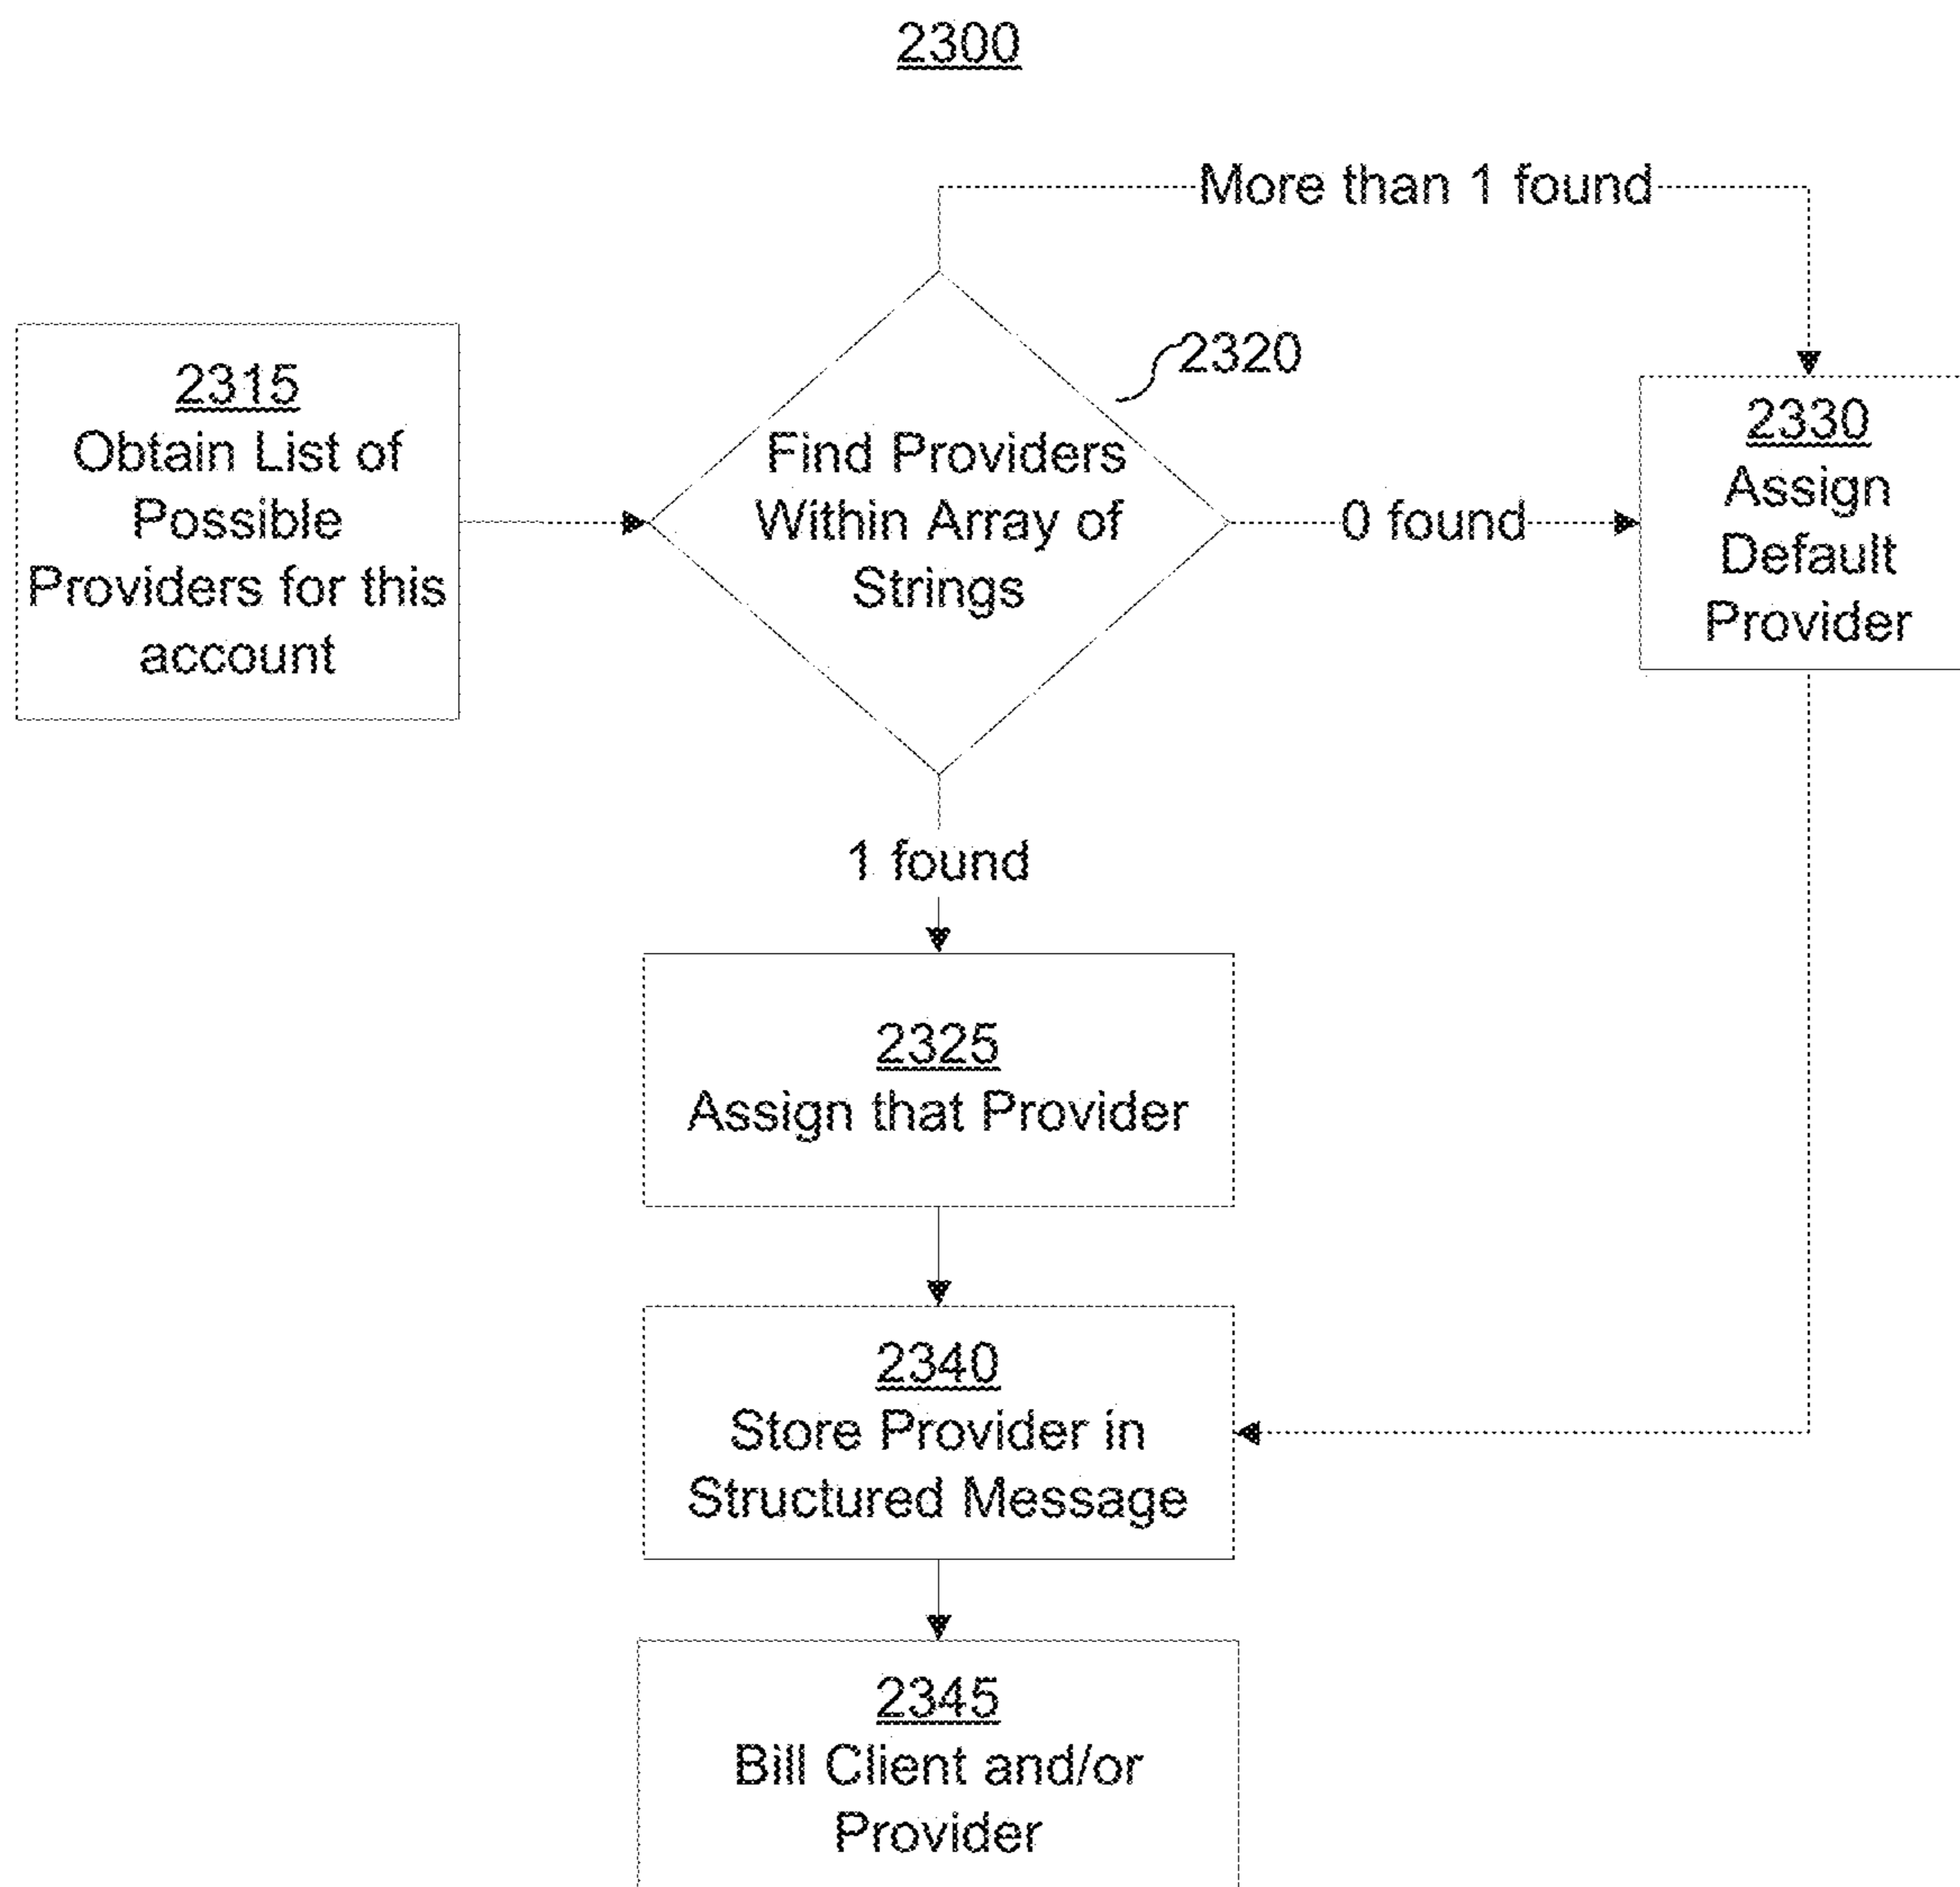 2300
More than 1 found
2315
Obtain List of
Possible
Providers for this
account
2320
Find Providers
Within Array of
Strings
0 found
2330
Assign
Default
Provider
1 found
2325
Assign that Provider
2340
Store Provider in
Structured Message
2345
Bill Client and/or
Provider